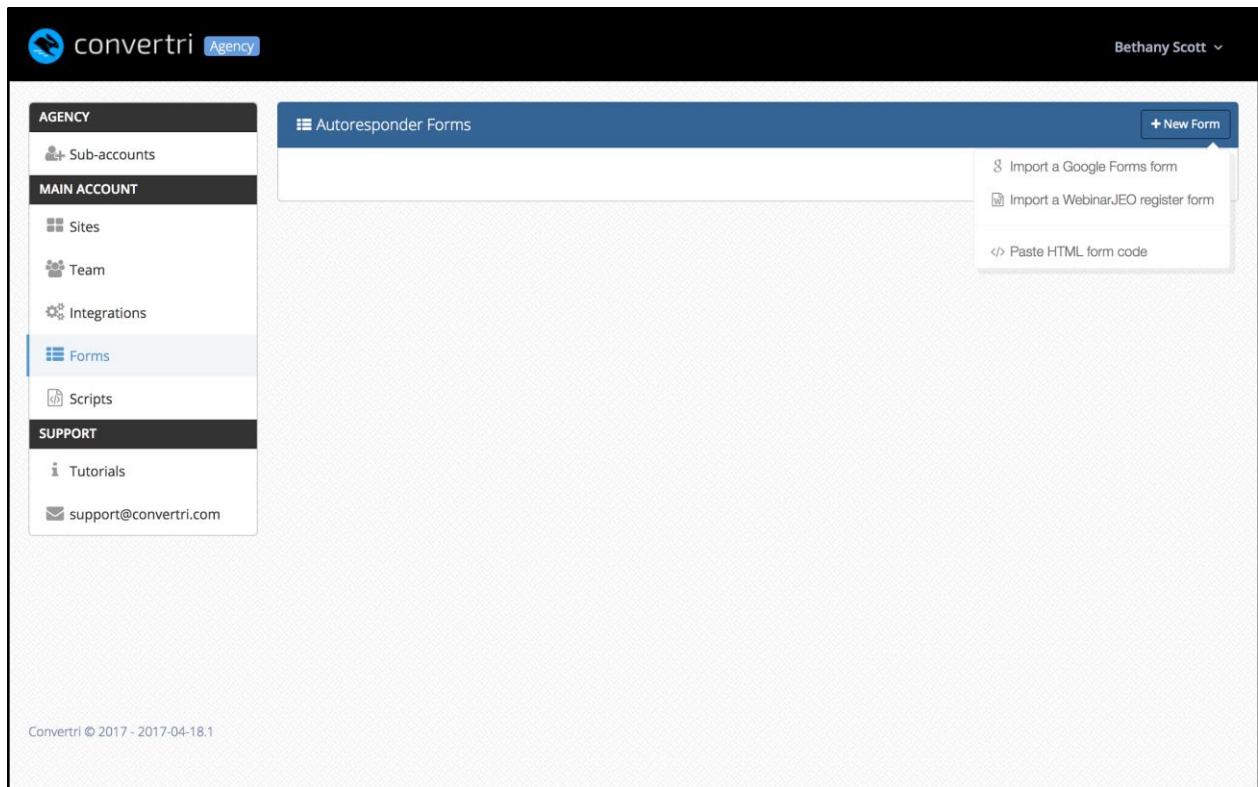 convertri Agency
Bethany Scott
AGENCY
Sub-accounts
MAIN ACCOUNT
Sites
Team
Integrations
Forms
Scripts
SUPPORT
Tutorials
support@convertri.com
Autoresponder Forms
+ New Form
Import a Google Forms form
Import a WebinarJEO register form
Paste HTML form code
Convertri © 2017 - 2017-04-18.1